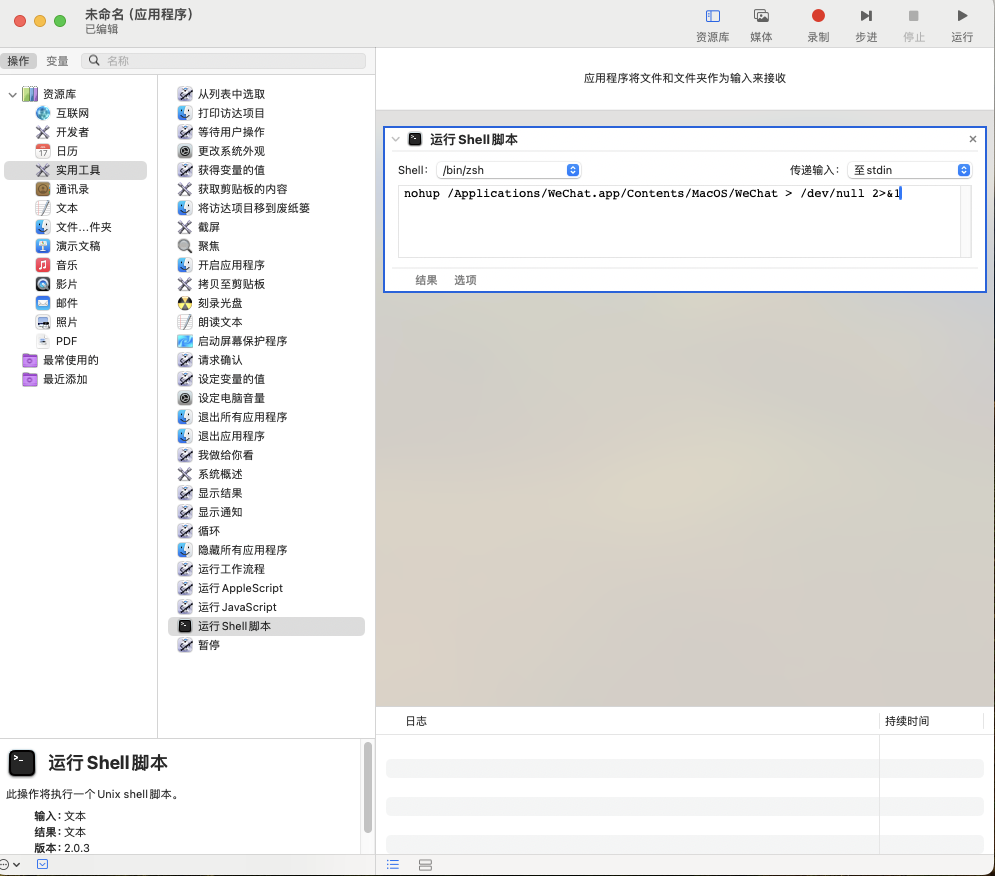 未命名 (应用程序)
已编辑
资源库
媒体
录制
步进
停止
运行
操作
变量
名称
资源库
互联网
开发者
17
日历
实用工具
通讯录
文本
文件...件夹
演示文稿
音乐
影片
邮件
照片
PDF
最常使用的
最近添加
从列表中选取
打印访达项目
等待用户操作
更改系统外观
获得变量的值
获取剪贴板的内容
将访达项目移到废纸篓
截屏
聚焦
开启应用程序
拷贝至剪贴板
刻录光盘
朗读文本
启动屏幕保护程序
请求确认
设定变量的值
设定电脑音量
退出所有应用程序
退出应用程序
我做给你看
系统概述
显示结果
显示通知
循环
隐藏所有应用程序
运行工作流程
运行 AppleScript
运行 JavaScript
运行 Shell 脚本
暂停
运行 Shell 脚本
此操作将执行一个 Unix shell 脚本。
输入：文本
结果：文本
版本：2.0.3
应用程序将文件和文件夹作为输入来接收
运行 Shell 脚本
Shell： /bin/zsh
传递输入： 至 stdin
nohup /Applications/WeChat.app/Contents/MacOS/WeChat > /dev/null 2>&1
结果
选项
日志
持续时间